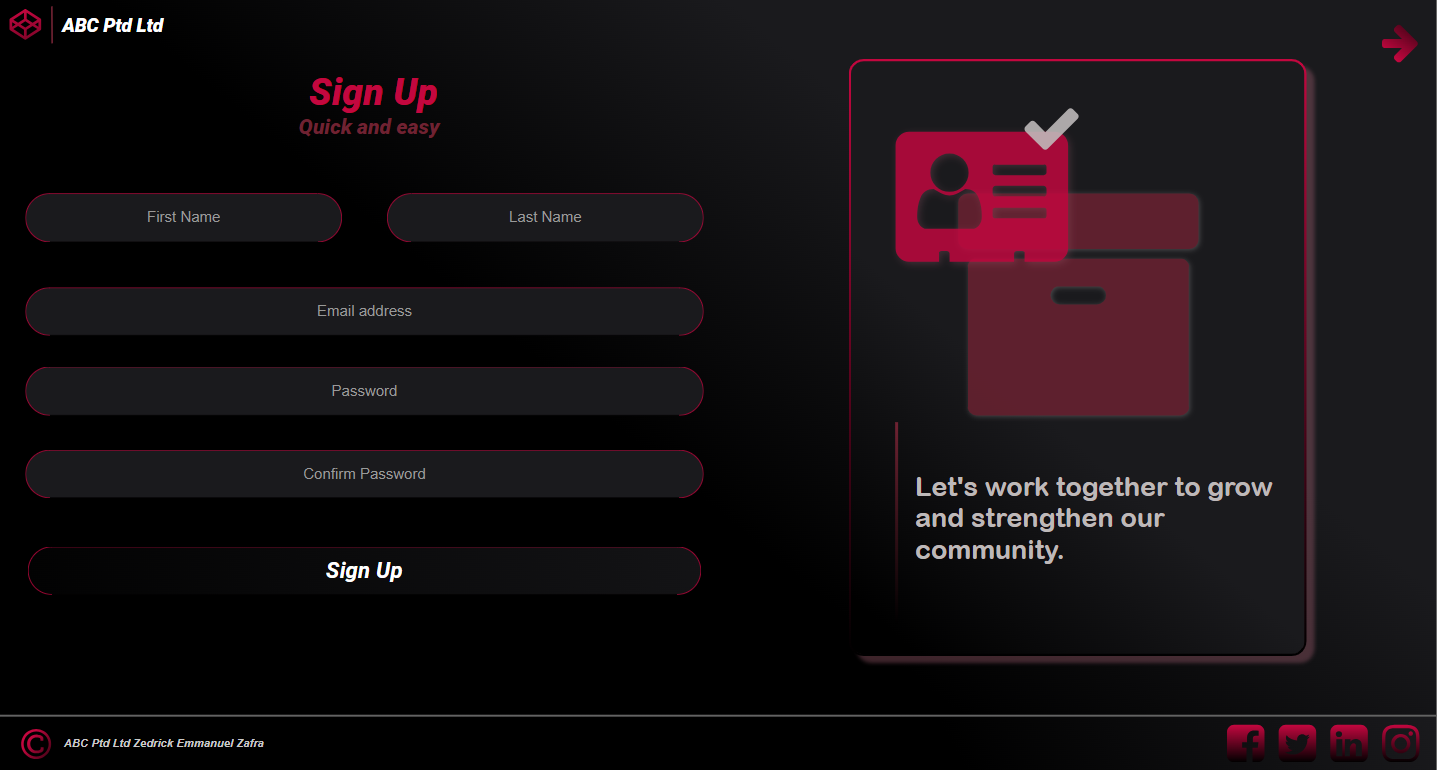 ABC Ptd Ltd
Sign Up
Quick and easy
First Name
Last Name
Email address
Password
Confirm Password
Sign Up
Let's work together to grow
and strengthen our
community.
ABC Ptd Ltd Zedrick Emmanuel Zafra